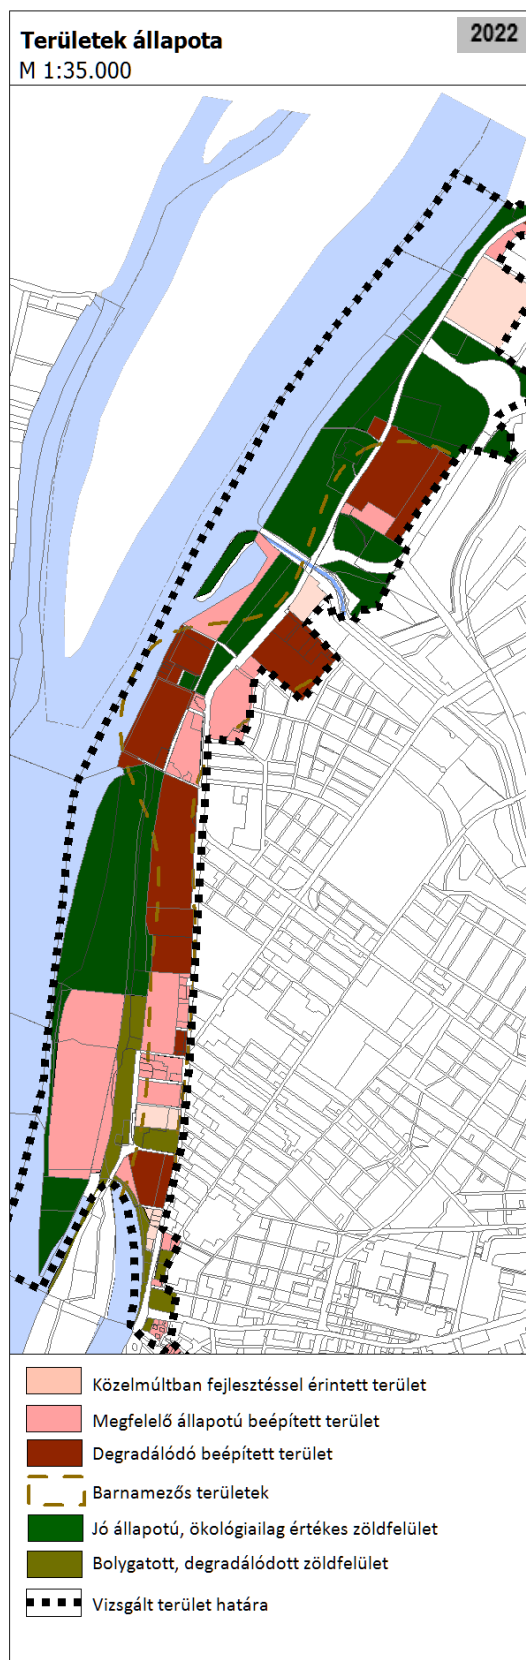 Területek állapota
2022
M 1:35.000
Közelmúltban fejlesztéssel érintett terület
Megfelelő állapotú beépített terület
Degradálódó beépített terület
Barnamezős területek
Jó állapotú, ökológiailag értékes zöldfelület
Bolygatott, degradálódott zöldfelület
Vizsgált terület határa